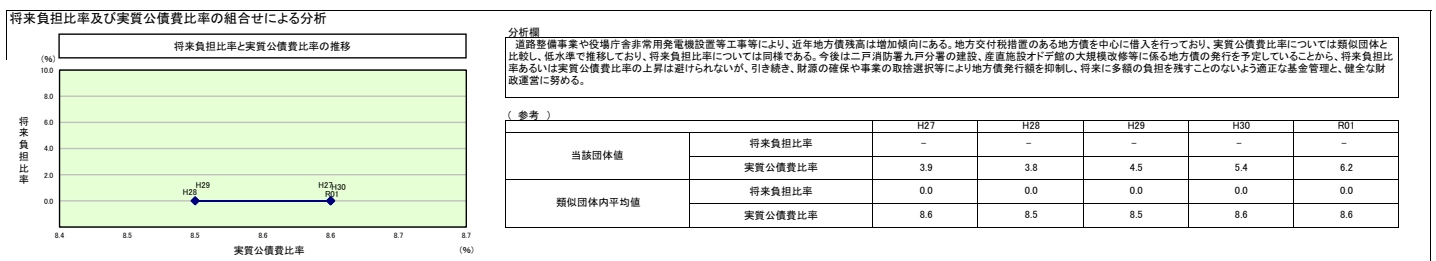 将来負担比率及び実質公債費比率の組合せによる分析
将来負担比率と実質公債費比率の推移
(%)
10.0
8.0
6.0
4.0
2.0
0.0
将来負担比率
H28
H29
H27
H30
R01
8.4
8.5
8.5
8.6
8.6
8.7
8.7
実質公債費比率
(%)
分析欄
道路整備事業や役場庁舎非常用発電機設置等工事等により、近年地方債残高は増加傾向にある。地方交付税措置のある地方債を中心に借入を行っており、実質公債費比率については類似団体と
比較し、低水準で推移しており、将来負担比率については同様である。今後は二戸消防署九戸分署の建設、産直施設オドデ館の大規模改修等に係る地方債の発行を予定していることから、将来負担比
率あるいは実質公債費比率の上昇は避けられないが、引き続き、財源の確保や事業の取捨選択等により地方債発行額を抑制し、将来に多額の負担を残すことのないよう適正な基金管理と、健全な財
政運営に努める。
( 参考 )
H27 H28 H29 H30 R01
当該団体値
将来負担比率 － － － － －
実質公債費比率 3.9 3.8 4.5 5.4 6.2
類似団体内平均値
将来負担比率 0.0 0.0 0.0 0.0 0.0
実質公債費比率 8.6 8.5 8.5 8.6 8.6